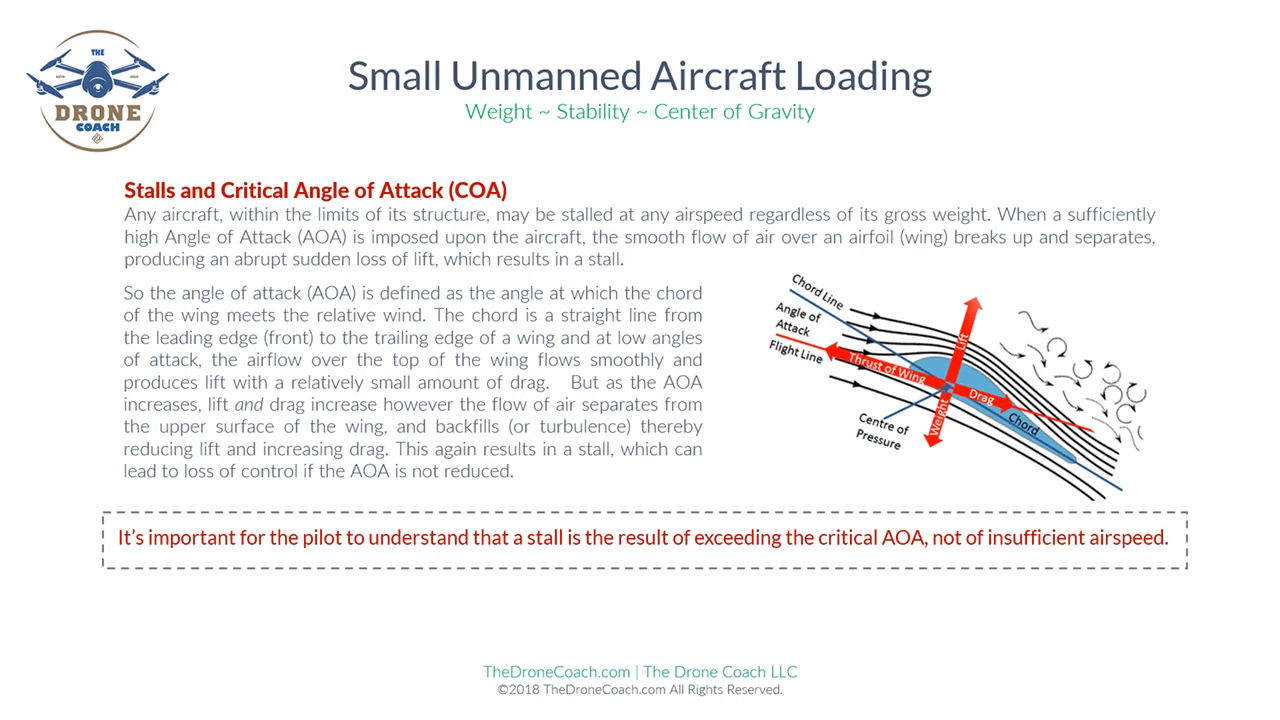 THE
DRONE
COACH
Small Unmanned Aircraft Loading
Weight ~ Stability ~ Center of Gravity
Stalls and Critical Angle of Attack (COA)
Any aircraft, within the limits of its structure, may be stalled at any airspeed regardless of its gross weight. When a sufficiently
high Angle of Attack (AOA) is imposed upon the aircraft, the smooth flow of air over an airfoil (wing) breaks up and separates,
producing an abrupt sudden loss of lift, which results in a stall.
So the angle of attack (AOA) is defined as the angle at which the chord
of the wing meets the relative wind. The chord is a straight line from
the leading edge (front) to the trailing edge of a wing and at low angles
of attack, the airflow over the top of the wing flows smoothly and
produces lift with a relatively small amount of drag. But as the AOA
increases, lift and drag increase however the flow of air separates from
the upper surface of the wing, and backfills (or turbulence) thereby
reducing lift and increasing drag. This again results in a stall, which can
lead to loss of control if the AOA is not reduced.
Chord Line
Angle of
Attack
Flight Line
Thrust of Wing
Lift
Drag
Weight
Chord
Centre of
Pressure
It's important for the pilot to understand that a stall is the result of exceeding the critical AOA, not of insufficient airspeed.
TheDroneCoach.com | The Drone Coach LLC
©2018 TheDroneCoach.com All Rights Reserved.